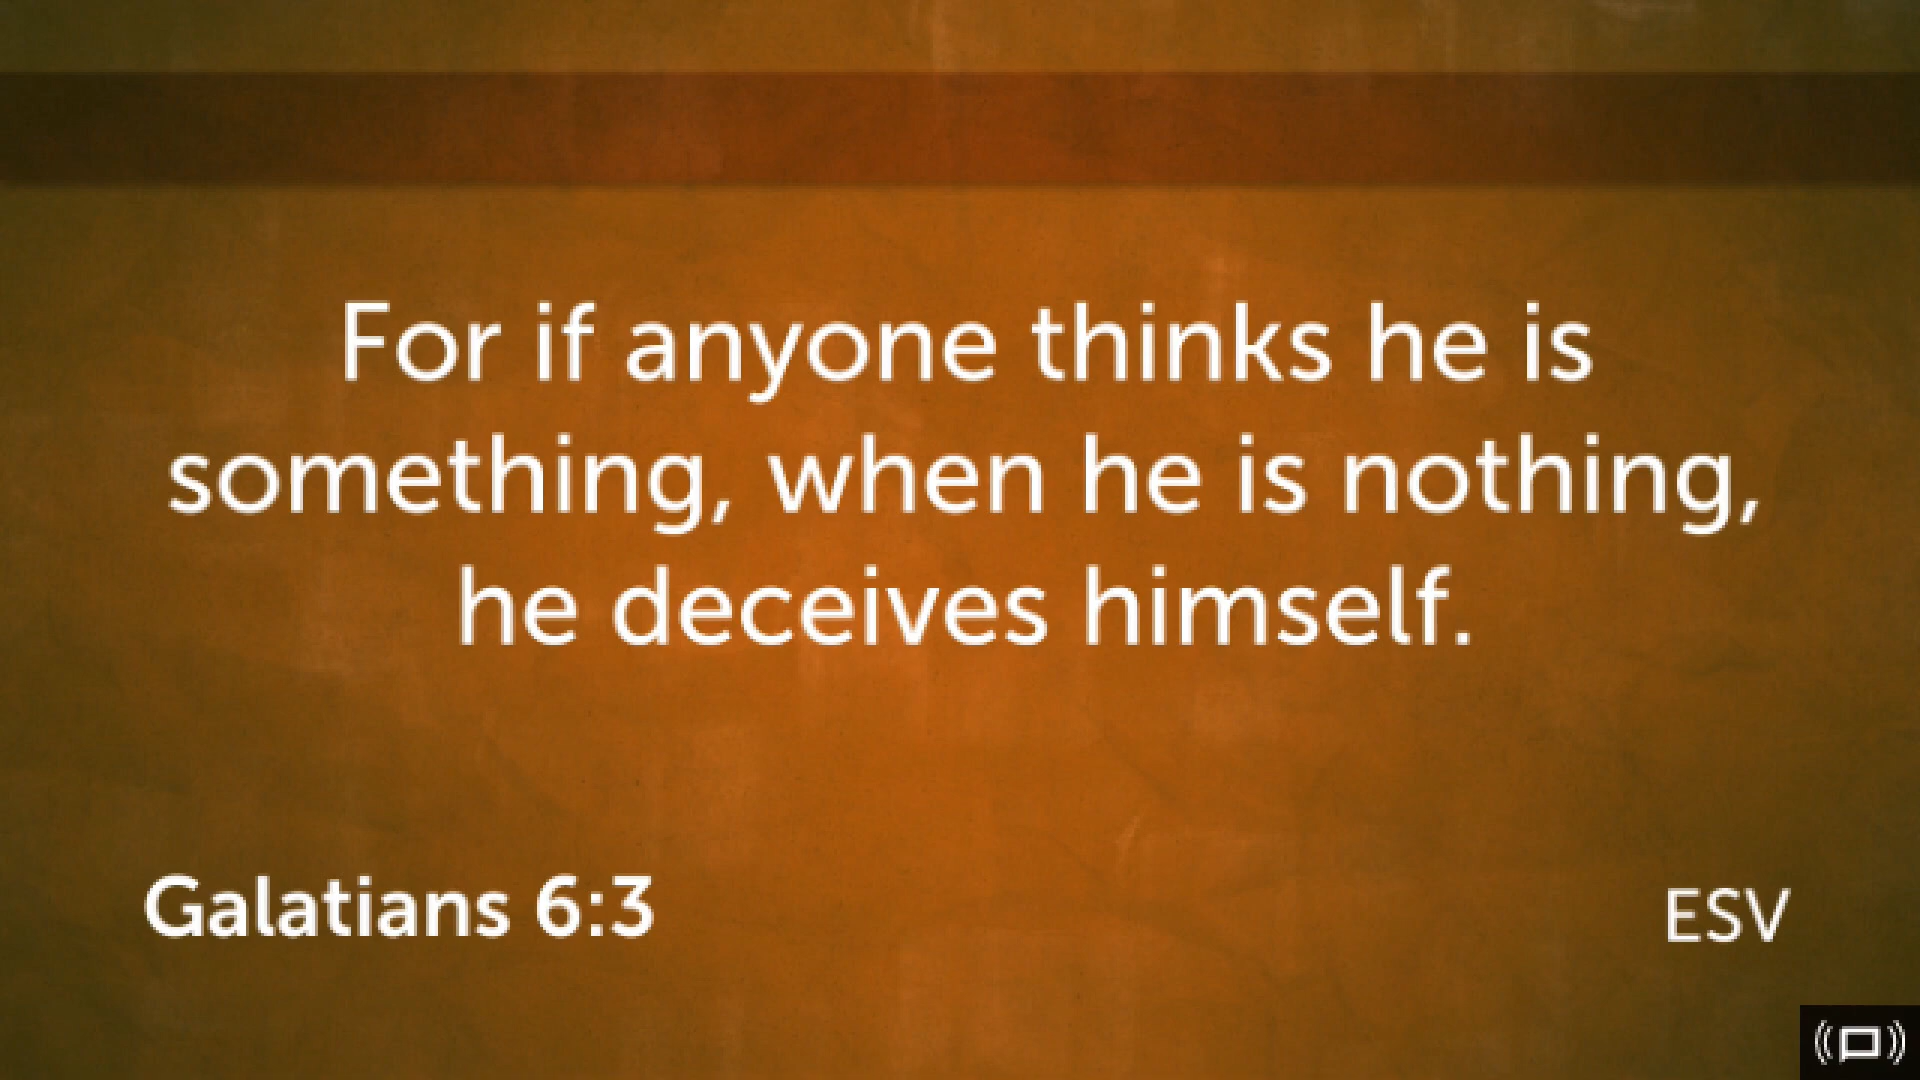 For if anyone thinks he is
something, when he is nothing,
he deceives himself.
Galatians 6:3
ESV